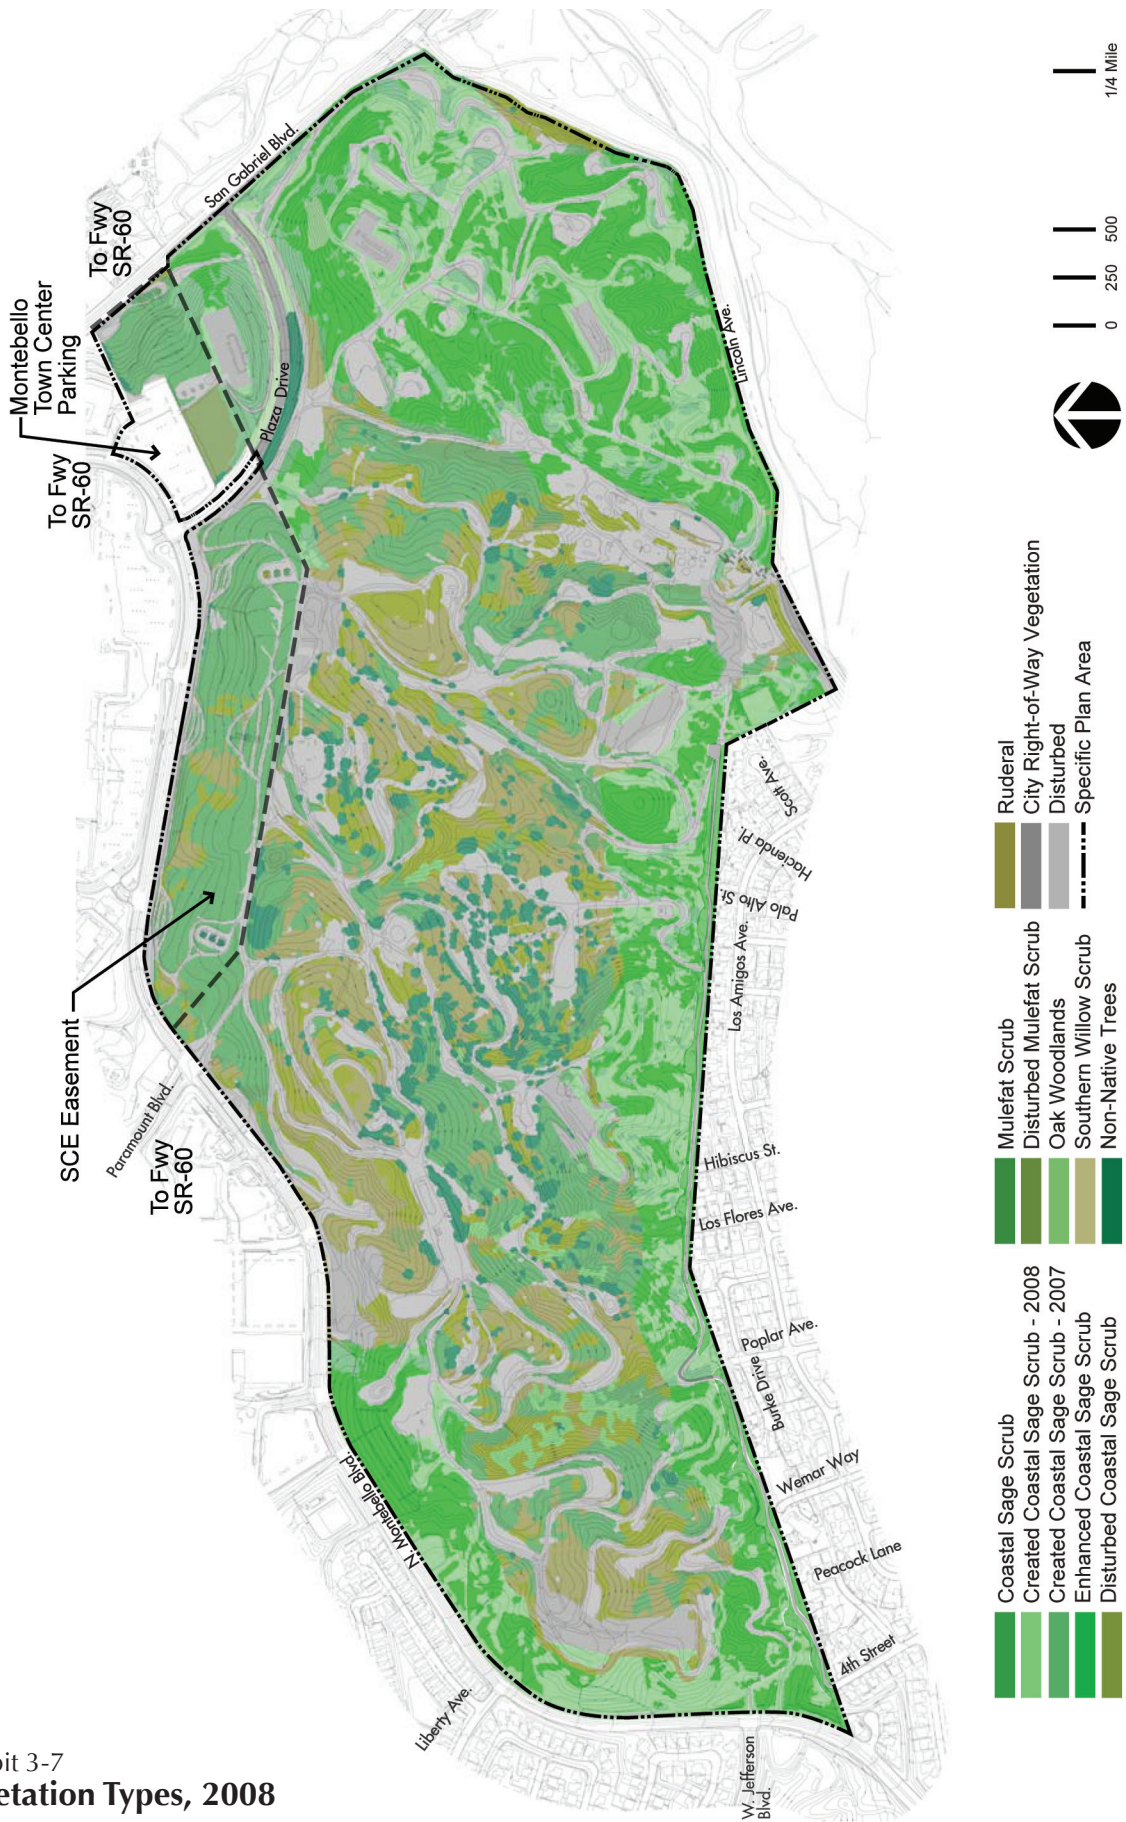 Montebello
Town Center
Parking
To Fwy
SR-60
To Fwy
SR-60
San Gabriel Blvd.
Plaza Drive
Lincoln Ave.
SCE Easement
Paramount Blvd.
To Fwy
SR-60
Scott Ave.
Hacienda Pl.
Palo Alto St.
Los Amigos Ave.
Hibiscus St.
Los Flores Ave.
Poplar Ave.
Burke Drive
Wemar Way
Peacock Lane
4th Street
N. Montebello Blvd.
Liberty Ave.
W. Jefferson
Blvd.
Coastal Sage Scrub
Created Coastal Sage Scrub - 2008
Created Coastal Sage Scrub - 2007
Enhanced Coastal Sage Scrub
Disturbed Coastal Sage Scrub
Mulefat Scrub
Disturbed Mulefat Scrub
Oak Woodlands
Southern Willow Scrub
Non-Native Trees
Ruderal
City Right-of-Way Vegetation
Disturbed
Specific Plan Area
0 250 500 1/4 Mile
bit 3-7
etation Types, 2008